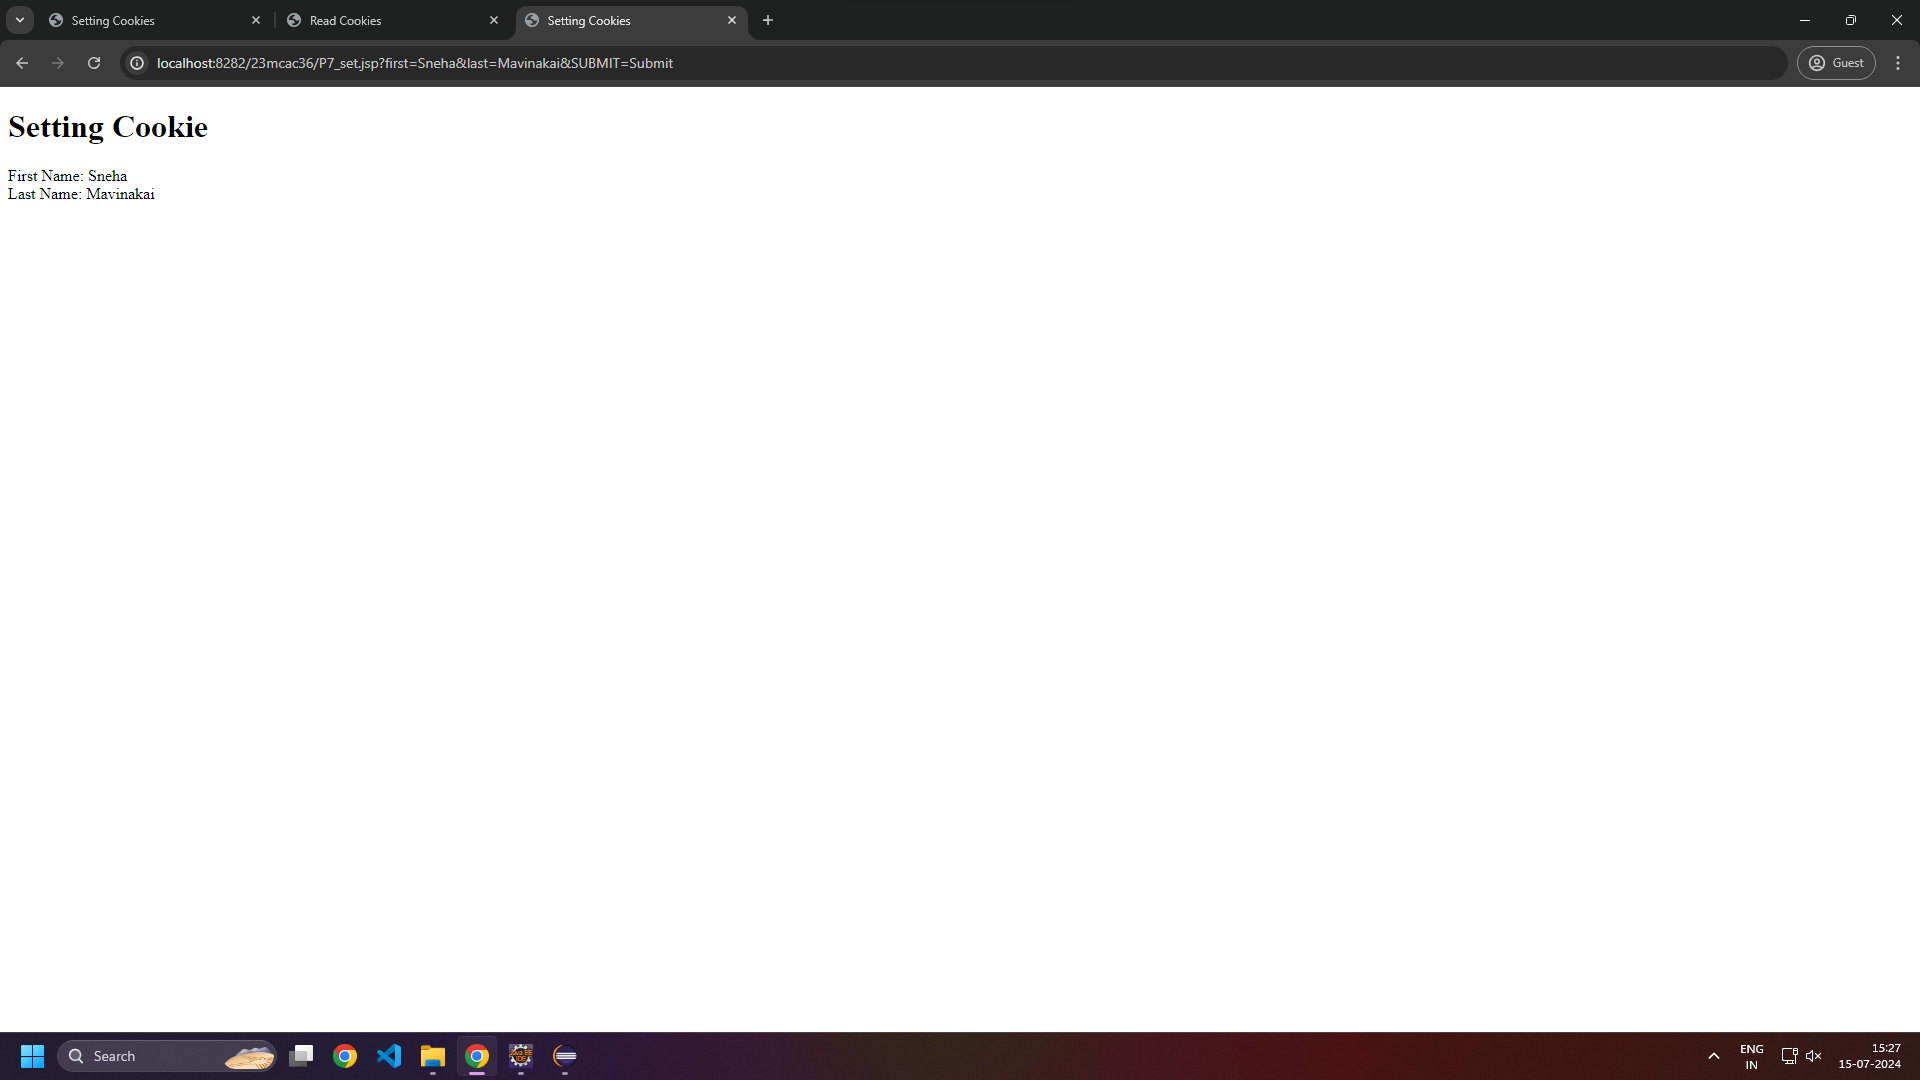 Setting Cookies
Read Cookies
Setting Cookies
localhost:8282/23mcac36/P7_set.jsp?first=Sneha&last=Mavinakai&SUBMIT=Submit
Guest
Setting Cookie
First Name: Sneha
Last Name: Mavinakai
Search
ENG
IN
15:27
15-07-2024